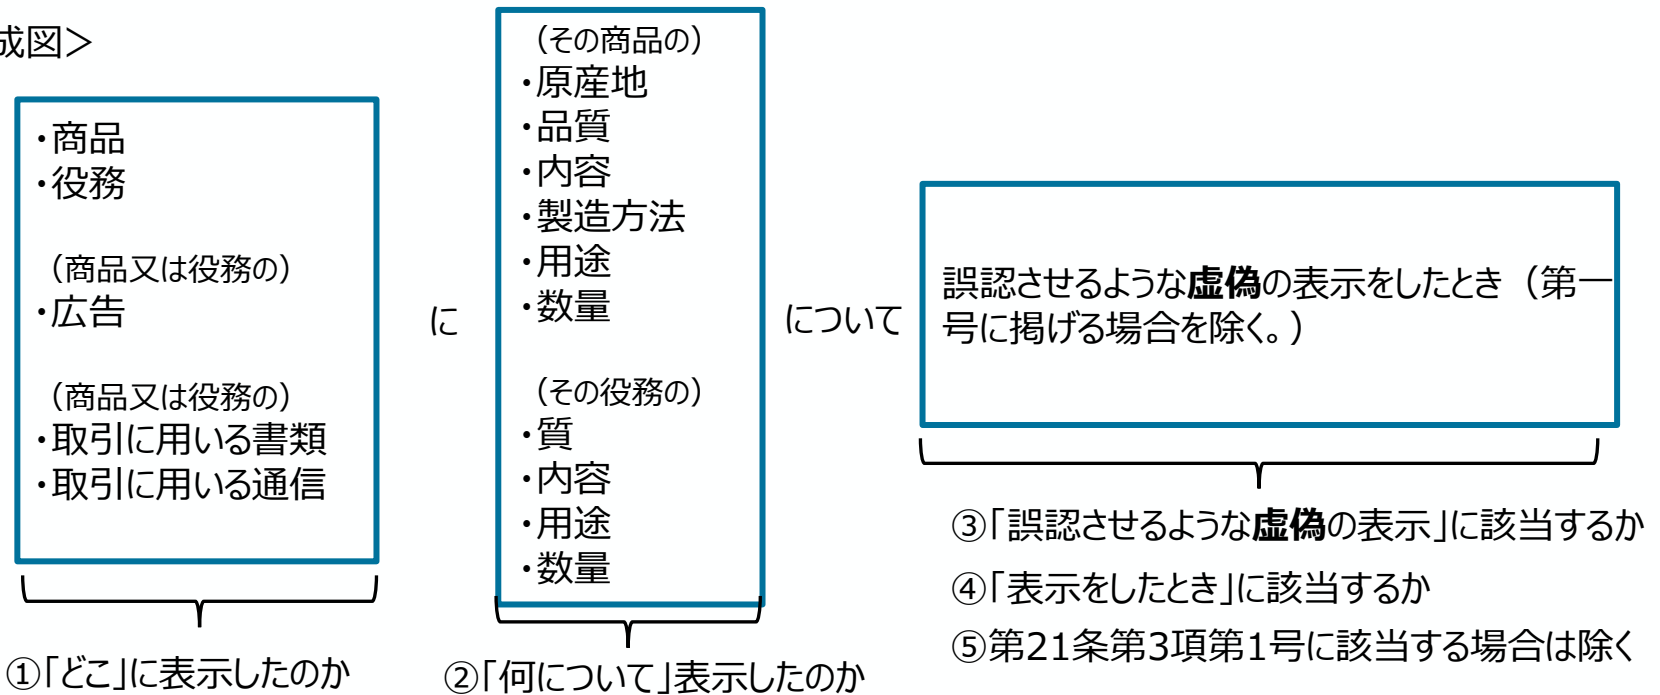 成図＞
・商品
・役務
（商品又は役務の）
・広告
（商品又は役務の）
・取引に用いる書類
・取引に用いる通信
①「どこ」に表示したのか
に
（その商品の）
・原産地
・品質
・内容
・製造方法
・用途
・数量
（その役務の）
・質
・内容
・用途
・数量
②「何について」表示したのか
について
誤認させるような虚偽の表示をしたとき（第一
号に掲げる場合を除く。）
③「誤認させるような虚偽の表示」に該当するか
④「表示をしたとき」に該当するか
⑤第21条第3項第1号に該当する場合は除く